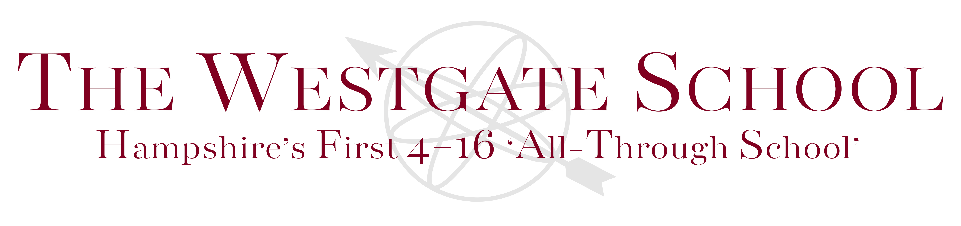 THE WESTGATE SCHOOL
Hampshire's First 4-16 'All-Through School'